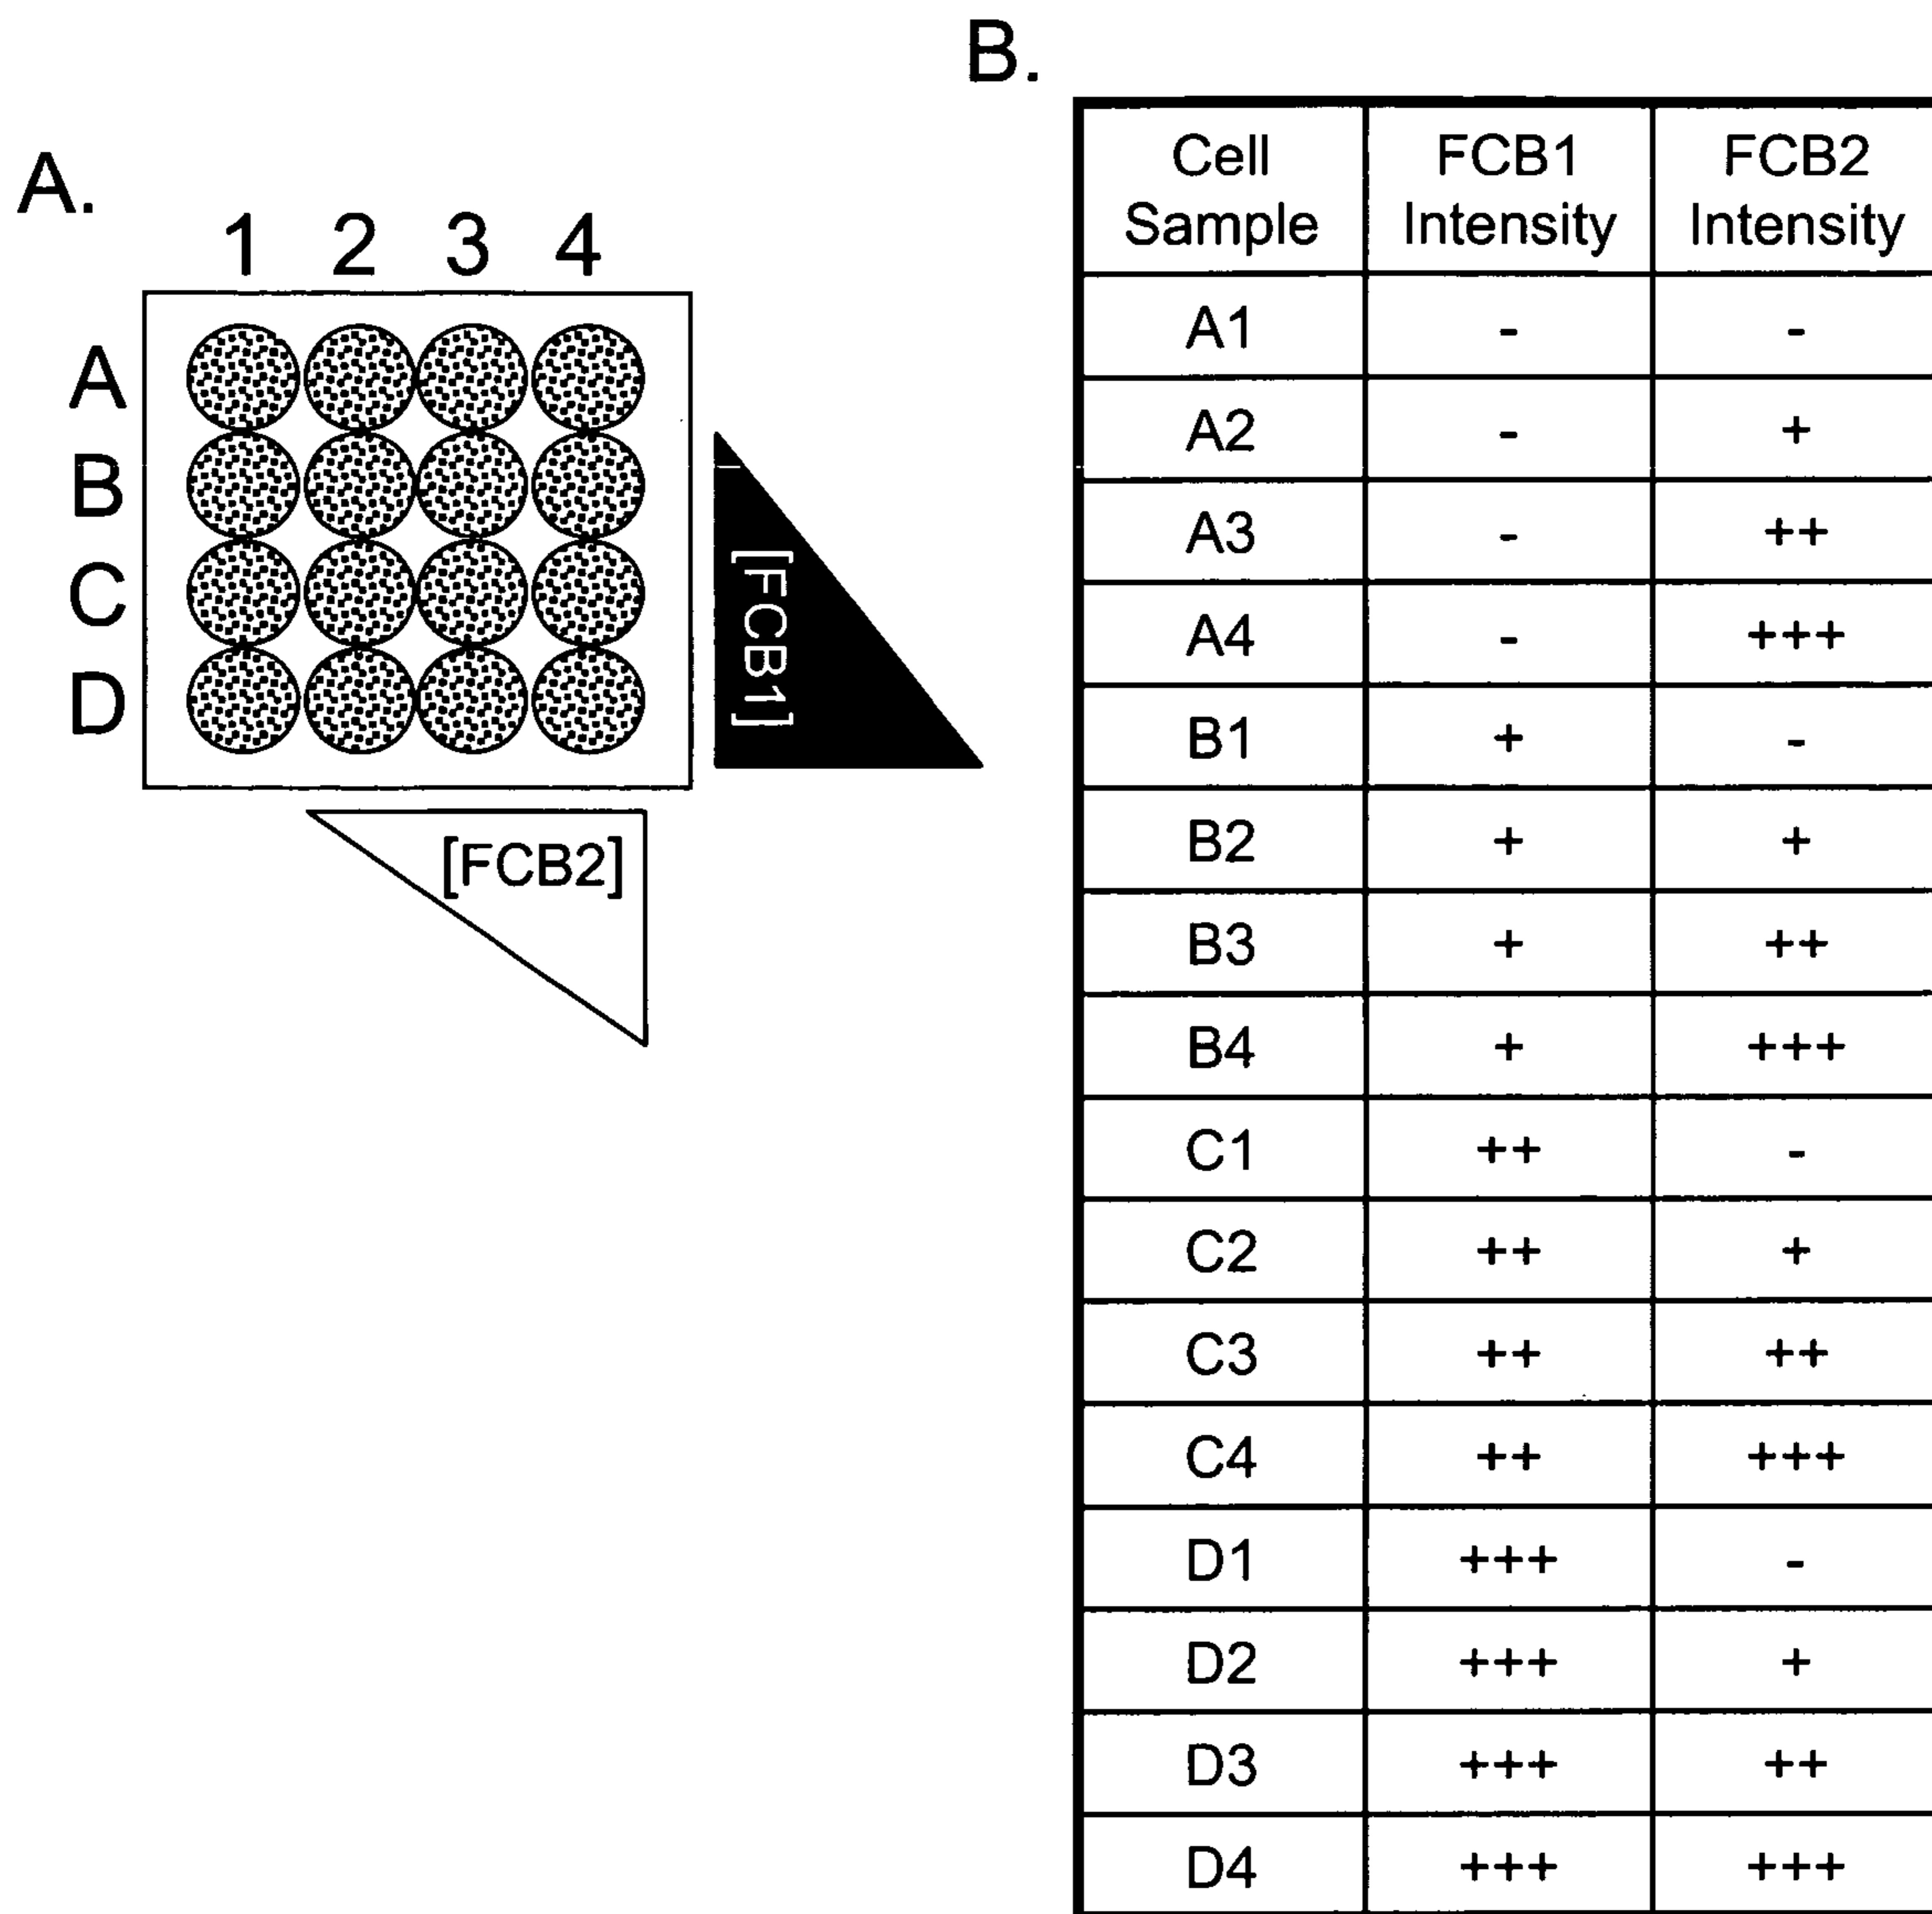 A.
1 2 3 4
A
B
C
D
[FCB1]
[FCB2]
B.
Cell Sample FCB1 Intensity FCB2 Intensity
A1 - -
A2 - +
A3 - ++
A4 - +++
B1 + -
B2 + +
B3 + ++
B4 + +++
C1 ++ -
C2 ++ +
C3 ++ ++
C4 ++ +++
D1 +++ -
D2 +++ +
D3 +++ ++
D4 +++ +++